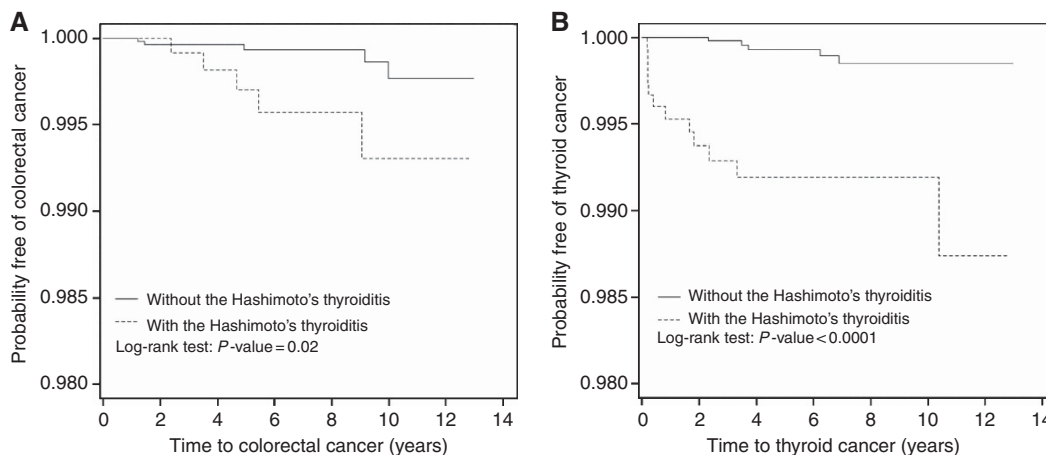 A
Probability free of colorectal cancer
1.000
0.995
0.990
0.985
0.980
Without the Hashimoto's thyroiditis
With the Hashimoto's thyroiditis
Log-rank test: P-value=0.02
0 2 4 6 8 10 12 14
Time to colorectal cancer (years)
B
Probability free of thyroid cancer
1.000
0.995
0.990
0.985
0.980
Without the Hashimoto's thyroiditis
With the Hashimoto's thyroiditis
Log-rank test: P-value<0.0001
0 2 4 6 8 10 12 14
Time to thyroid cancer (years)